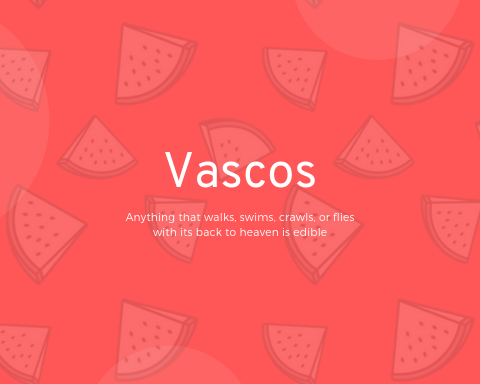 Vascos
Anything that walks, swims, crawls, or flies
with its back to heaven is edible